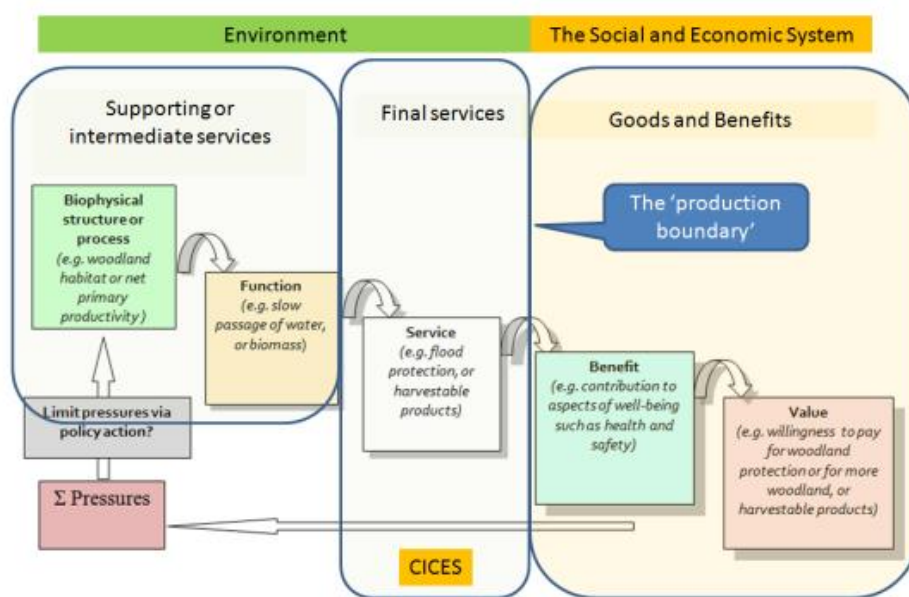 Environment
The Social and Economic System
Supporting or
intermediate services
Final services
Goods and Benefits
Biophysical
structure or
process
(e.g. woodland
habitat or net
primary
productivity )
The ‘production
boundary’
Function
(e.g. slow
passage of water,
or biomass)
Service
(e.g. flood
protection, or
harvestable
products)
Benefit
(e.g. contribution to
aspects of well-being
such as health and
safety)
Value
(e.g. willingness to pay
for woodland
protection or for more
woodland, or
harvestable products)
Limit pressures via
policy action?
Σ Pressures
CICES